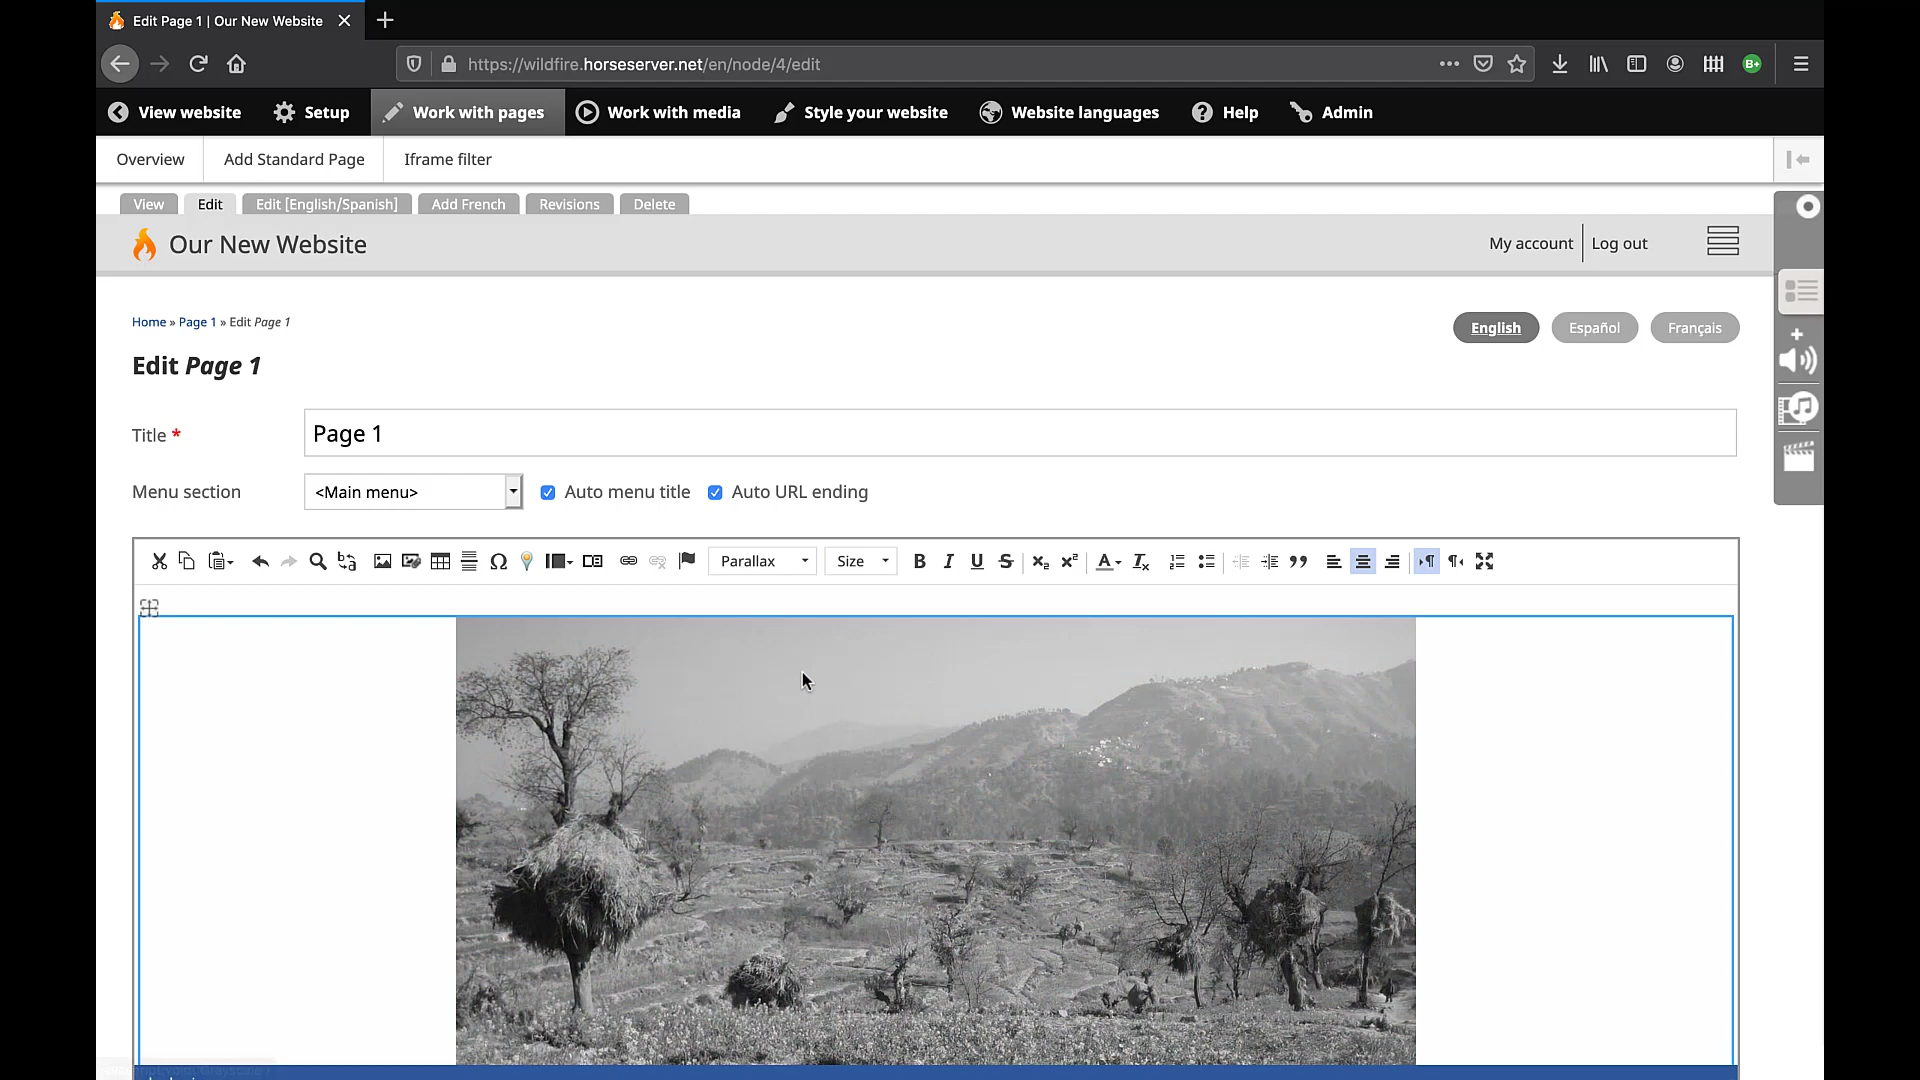 Edit Page 1 | Our New Website
https://wildfire.horseserver.net/en/node/4/edit
B+
View website Setup Work with pages Work with media Style your website Website languages Help Admin
Overview Add Standard Page Iframe filter
View Edit Edit [English/Spanish] Add French Revisions Delete
Our New Website My account Log out
Home » Page 1 » Edit Page 1
English Español Français
Edit Page 1
Title * Page 1
Menu section <Main menu> Auto menu title Auto URL ending
Parallax Size B I U S